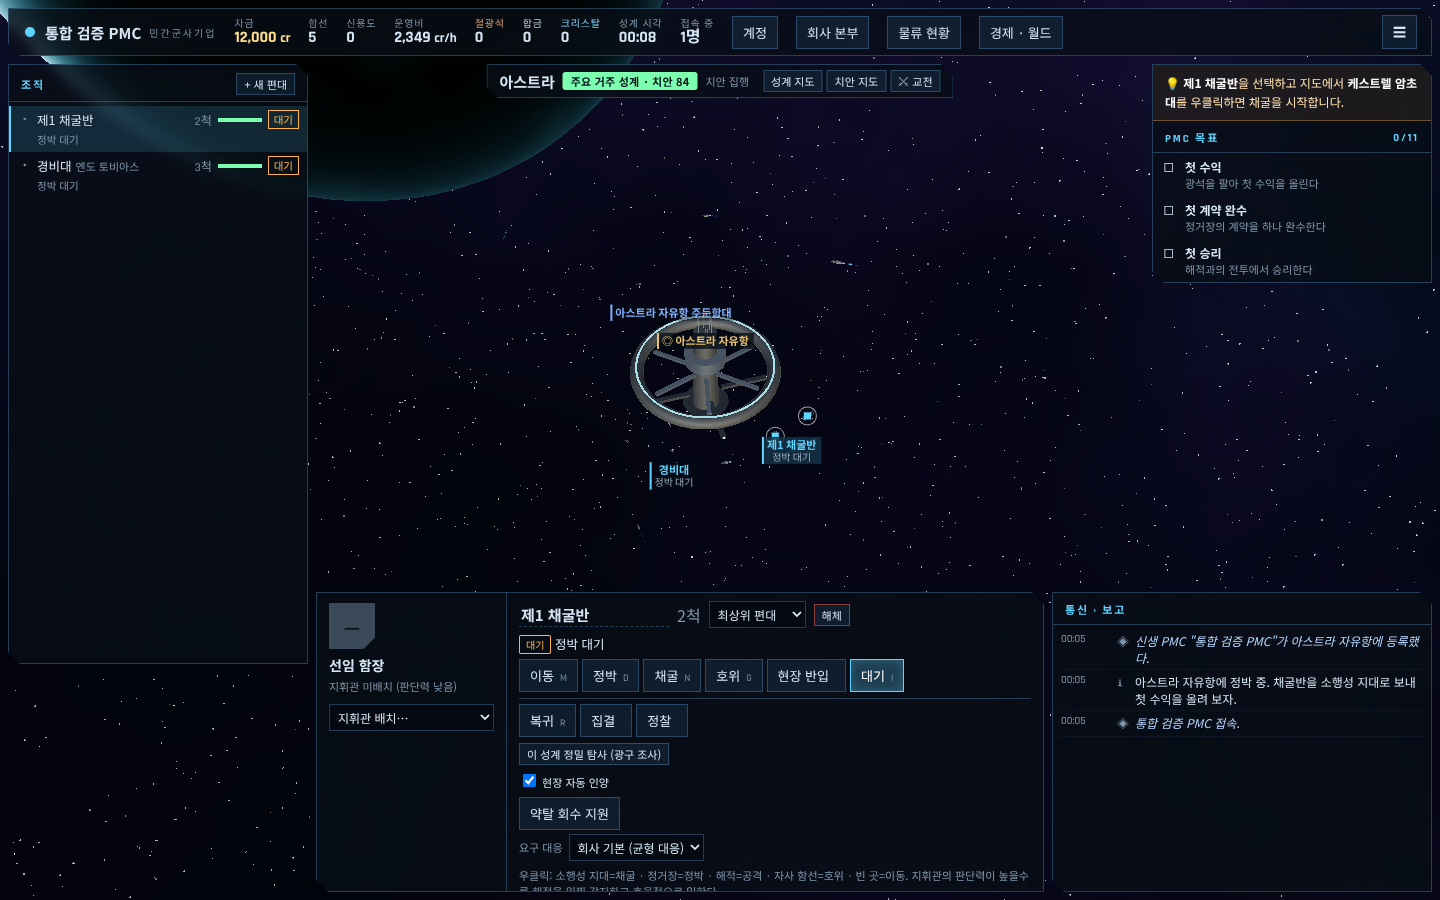 통합 검증 PMC 민간군사기업
자금 12,000 cr
함선 5
신용도 0
운영비 2,349 cr/h
철광석 0
합금 0
크리스탈 0
성계 시각 00:08
접속 중 1명
계정
회사 본부
물류 현황
경제 · 월드
☰
조직
+ 새 편대
제1 채굴반 2척 대기
정박 대기
경비대 엔도 토비아스 3척 대기
정박 대기
아스트라 주요 거주 성계 · 치안 84 치안 집행 성계 지도 치안 지도 ⚔ 교전
💡 제1 채굴반을 선택하고 지도에서 케스트렐 암초
대를 우클릭하면 채굴을 시작합니다.
PMC 목표 0/11
☐ 첫 수익
광석을 팔아 첫 수익을 올린다
☐ 첫 계약 완수
정거장의 계약을 하나 완수한다
☐ 첫 승리
해적과의 전투에서 승리한다
아스트라 자유항 주둔함대
◎ 아스트라 자유항
제1 채굴반
정박 대기
경비대
정박 대기
—
선임 함장
지휘관 미배치 (판단력 낮음)
지휘관 배치…
제1 채굴반 2척 최상위 편대 해체
대기 정박 대기
이동 M 정박 D 채굴 N 호위 G 현장 반입 대기 I
복귀 R 집결 정찰
이 성계 정밀 탐사 (광구 조사)
현장 자동 인양
약탈 회수 지원
요구 대응 회사 기본 (균형 대응)
우클릭: 소행성 지대=채굴 · 정거장=정박 · 해적=공격 · 자사 함선=호위 · 빈 곳=이동. 지휘관의 판단력이 높을수
통신 · 보고
00:05 ◈ 신생 PMC "통합 검증 PMC"가 아스트라 자유항에 등록했
다.
00:05 ℹ 아스트라 자유항에 정박 중. 채굴반을 소행성 지대로 보내
첫 수익을 올려 보자.
00:05 ◈ 통합 검증 PMC 접속.